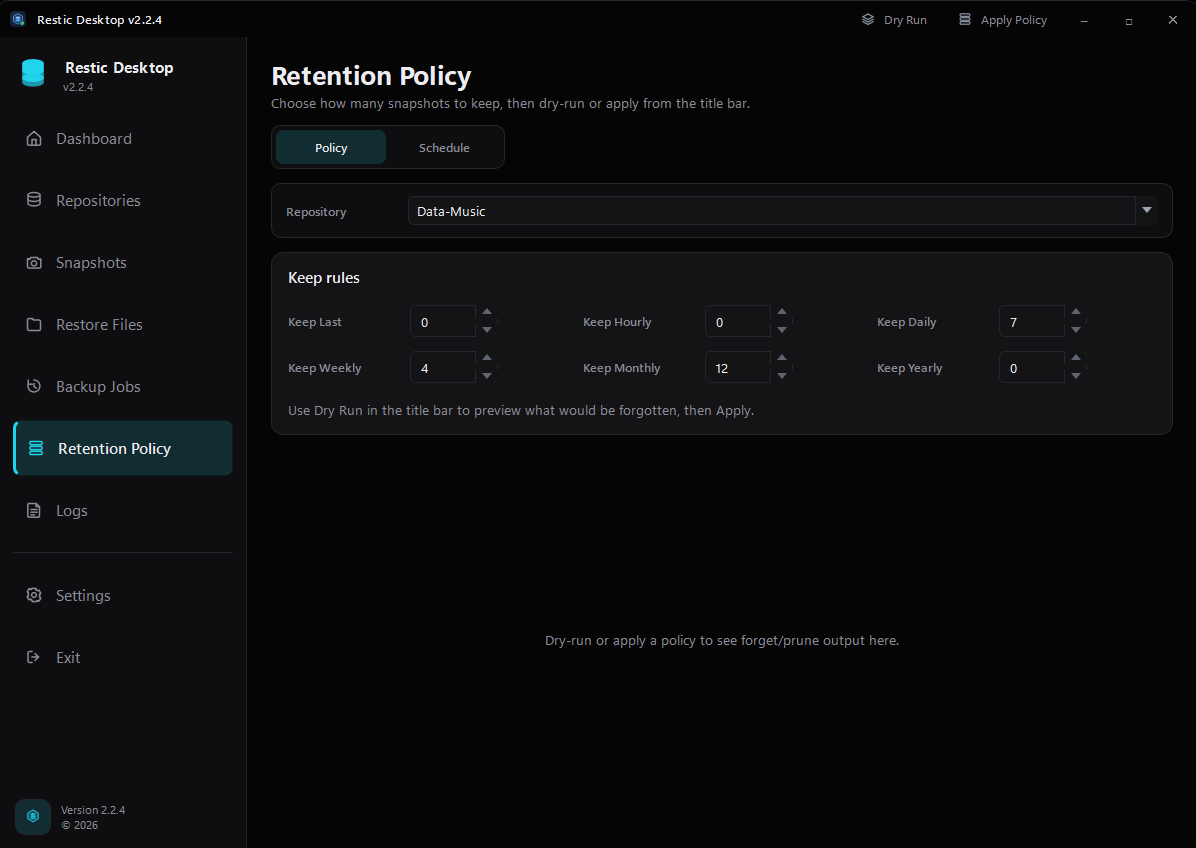 Restic Desktop v2.2.4
Dry Run
Apply Policy
Restic Desktop
v2.2.4
Dashboard
Repositories
Snapshots
Restore Files
Backup Jobs
Retention Policy
Logs
Settings
Exit
Version 2.2.4
© 2026
Retention Policy
Choose how many snapshots to keep, then dry-run or apply from the title bar.
Policy
Schedule
Repository
Data-Music
Keep rules
Keep Last 0
Keep Hourly 0
Keep Daily 7
Keep Weekly 4
Keep Monthly 12
Keep Yearly 0
Use Dry Run in the title bar to preview what would be forgotten, then Apply.
Dry-run or apply a policy to see forget/prune output here.